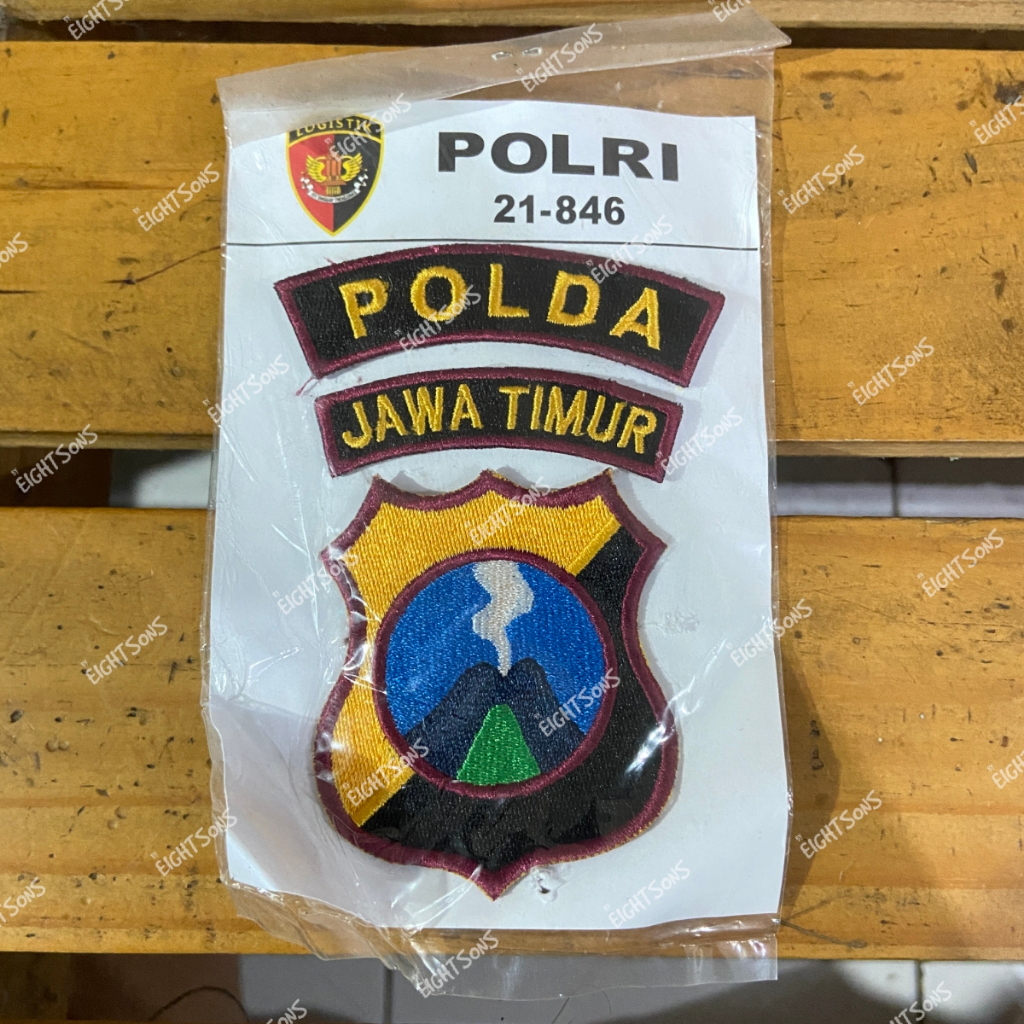 LOGISTIK
POLRI
21-846
POLDA
JAWA TIMUR
"EIGHTSONS